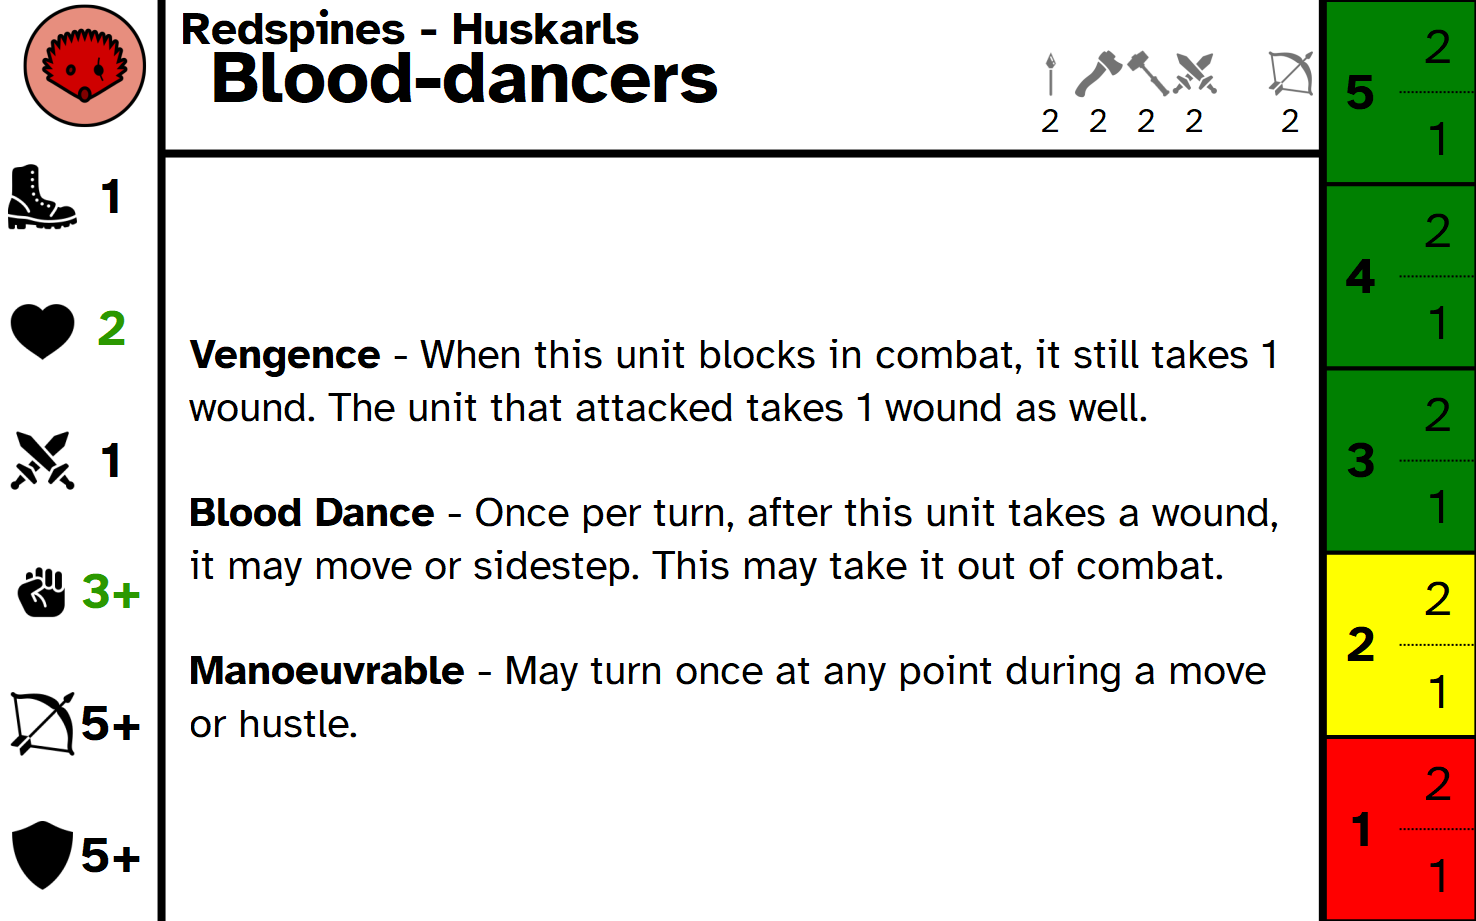 Redspines - Huskarls
Blood-dancers
2 2 2 2 2
1
2
1
3+
5+
5+
Vengence - When this unit blocks in combat, it still takes 1
wound. The unit that attacked takes 1 wound as well.
Blood Dance - Once per turn, after this unit takes a wound,
it may move or sidestep. This may take it out of combat.
Manoeuvrable - May turn once at any point during a move
or hustle.
2
5
1
2
4
1
2
3
1
2
2
1
2
1
1